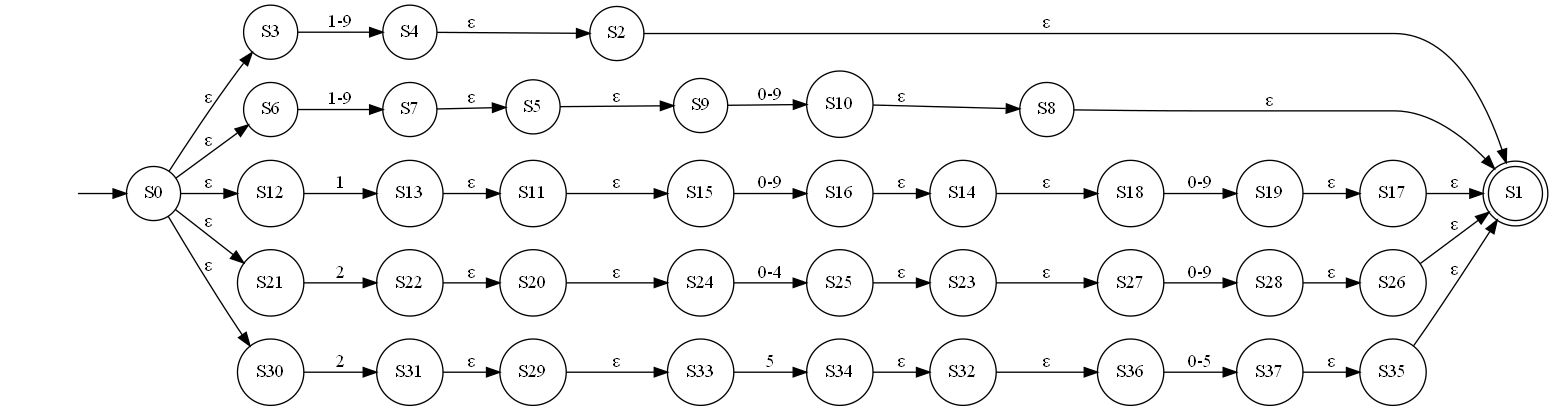 S3 1-9 S4 ε S2 ε
ε
S6 1-9 S7 ε S5 ε S9 0-9 S10 ε S8 ε
ε
S0 ε S12 1 S13 ε S11 ε S15 0-9 S16 ε S14 ε S18 0-9 S19 ε S17 ε S1
ε ε
S21 2 S22 ε S20 ε S24 0-4 S25 ε S23 ε S27 0-9 S28 ε S26
ε ε
S30 2 S31 ε S29 ε S33 5 S34 ε S32 ε S36 0-5 S37 ε S35